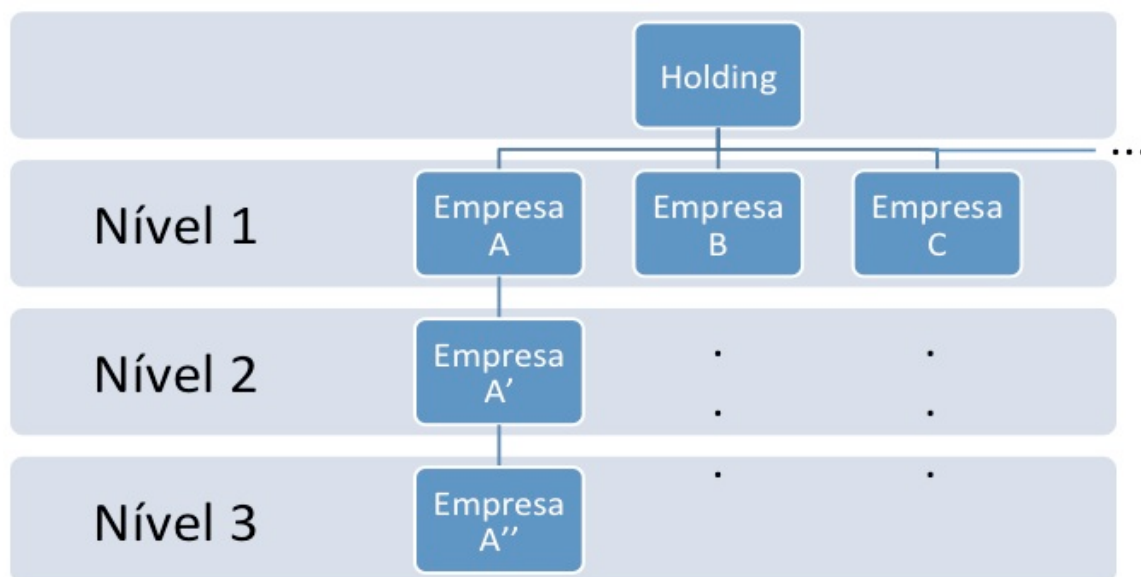 Holding
...
Nível 1
Empresa
A
Empresa
B
Empresa
C
Nível 2
Empresa
A’
.
.
.
.
Nível 3
Empresa
A’’
.
.